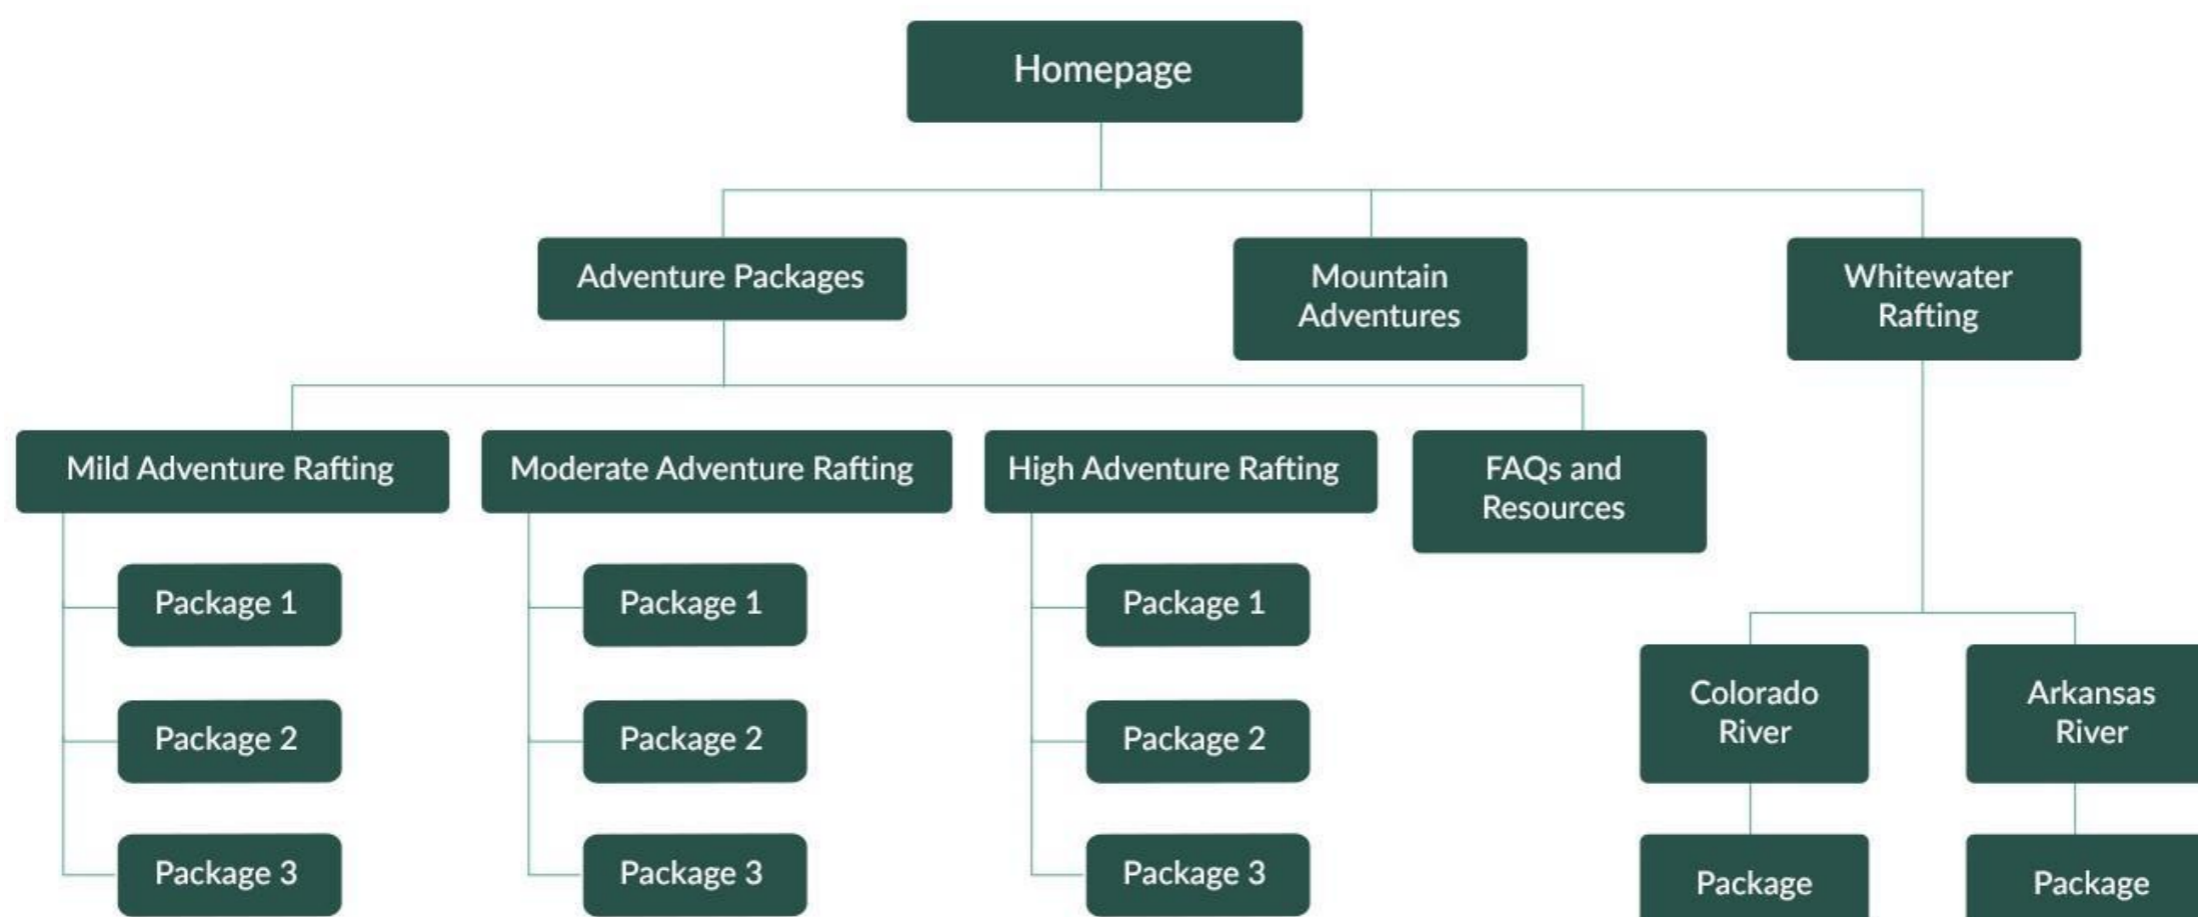 Homepage
Adventure Packages
Mountain
Adventures
Whitewater
Rafting
Mild Adventure Rafting
Moderate Adventure Rafting
High Adventure Rafting
FAQs and
Resources
Package 1
Package 1
Package 1
Colorado
River
Arkansas
River
Package 2
Package 2
Package 2
Package 3
Package 3
Package 3
Package
Package